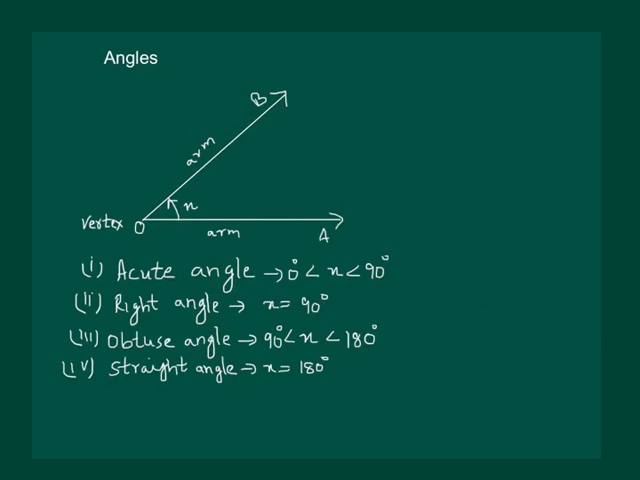 Angles
B
arm
x
vertex O
arm
A
(i) Acute angle → 0° < x < 90°
(ii) Right angle → x = 90°
(iii) Obtuse angle → 90° < x < 180°
(iv) Straight angle → x = 180°